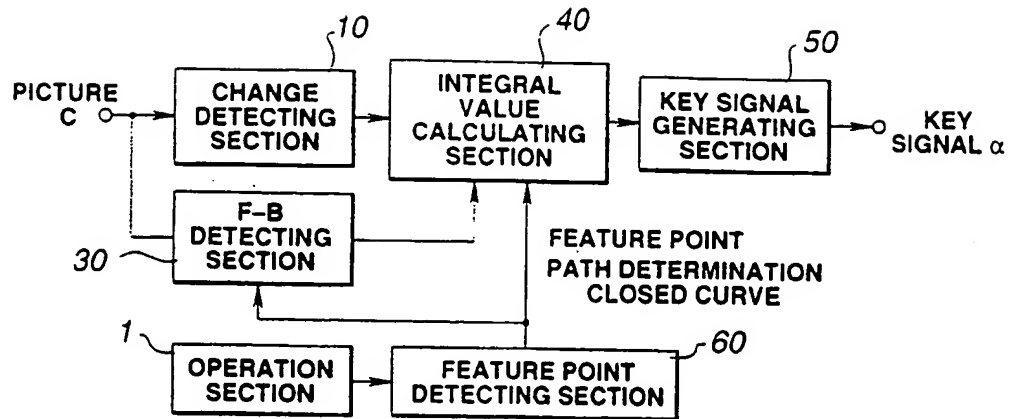 10
40
50
PICTURE
C
CHANGE
DETECTING
SECTION
INTEGRAL
VALUE
CALCULATING
SECTION
KEY SIGNAL
GENERATING
SECTION
KEY
SIGNAL α
F-B
DETECTING
SECTION
30
FEATURE POINT
PATH DETERMINATION
CLOSED CURVE
1
OPERATION
SECTION
60
FEATURE POINT
DETECTING SECTION